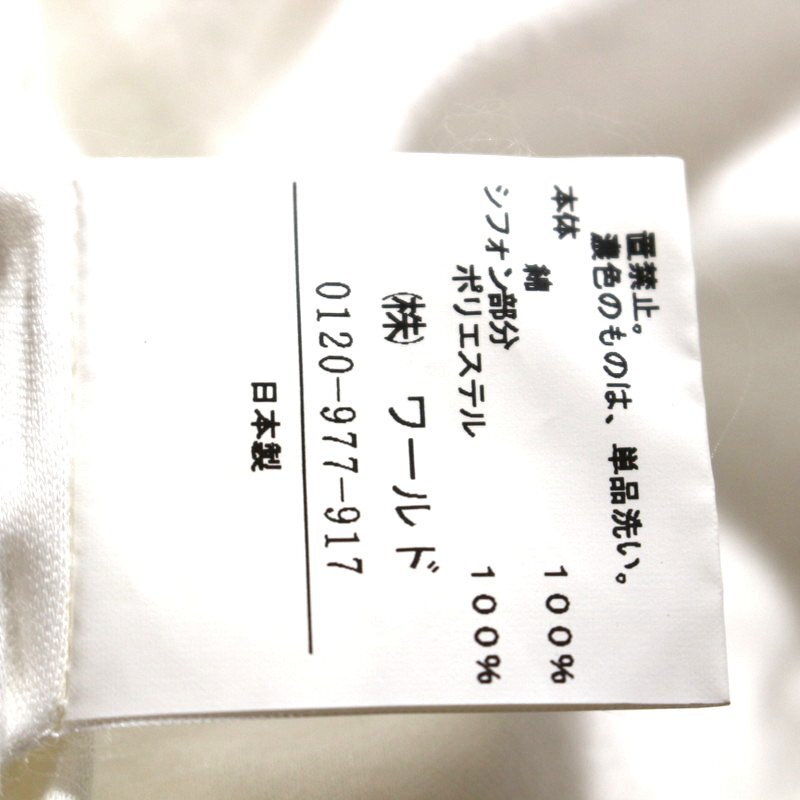 置禁止。
濃色のものは、単品洗い。
本体
綿 100%
シフォン部分
ポリエステル 100%
㈱ ワールド
0120-977-917
日本製